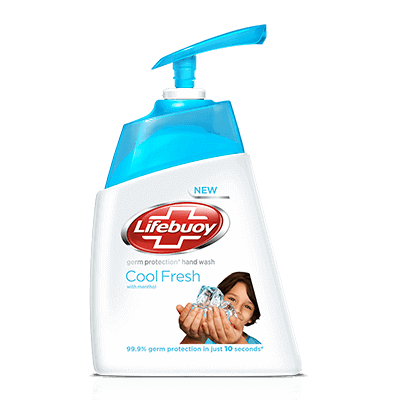 NEW
Lifebuoy
germ protection* hand wash
Cool Fresh
with menthol
99.9% germ protection in just 10 seconds*